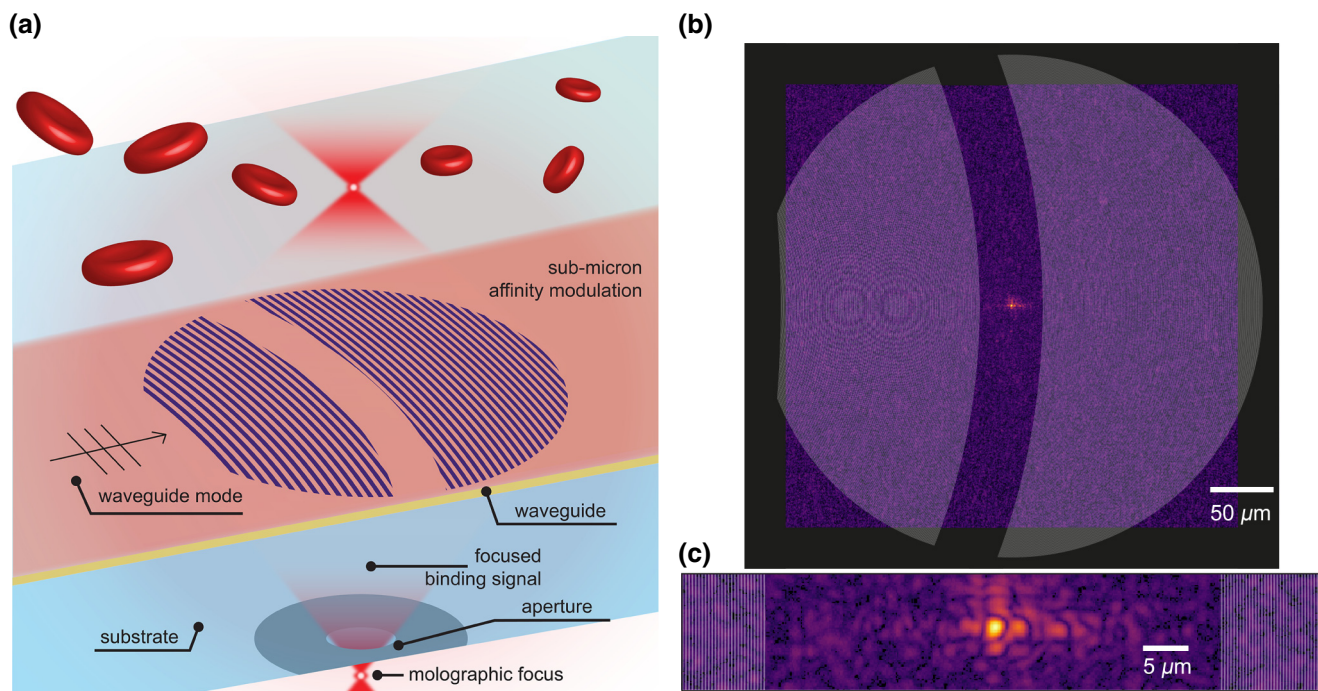 (a)
sub-micron
affinity modulation
waveguide mode
waveguide
focused
binding signal
aperture
substrate
molographic focus
(b)
50 µm
(c)
5 µm